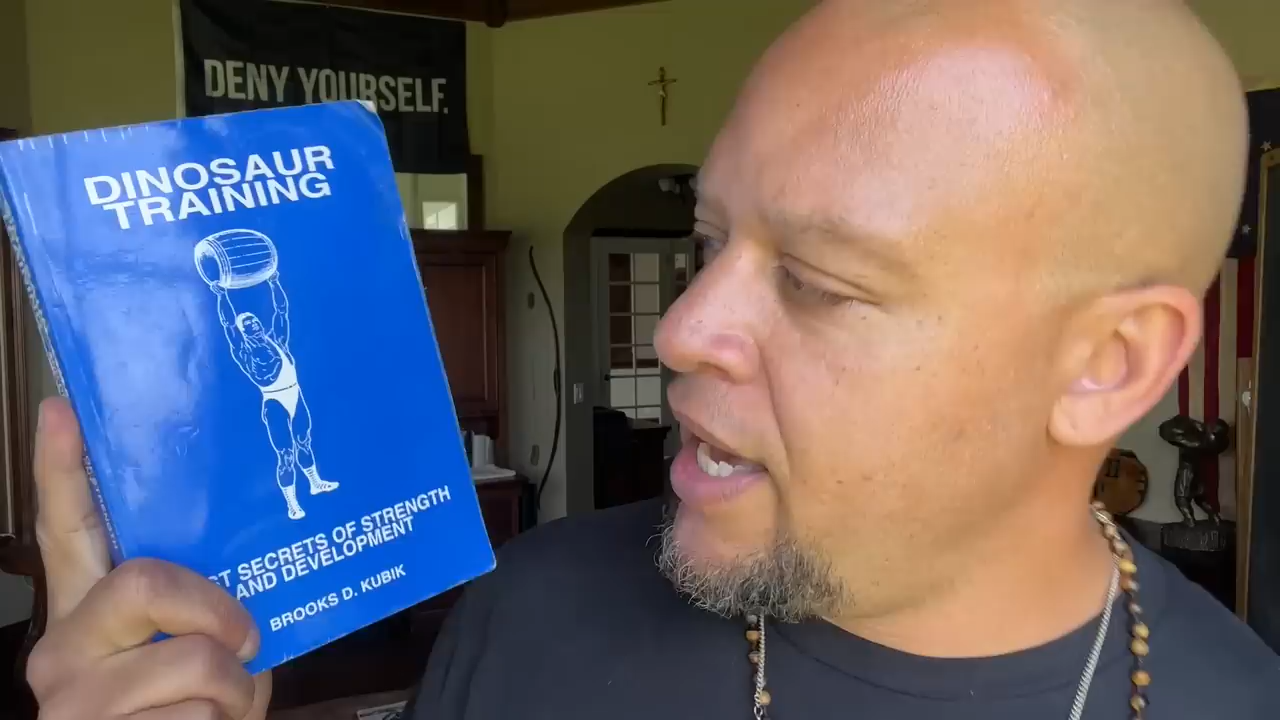 DENY YOURSELF.
DINOSAUR
TRAINING
SECRETS OF STRENGTH
AND DEVELOPMENT
BROOKS D. KUBIK